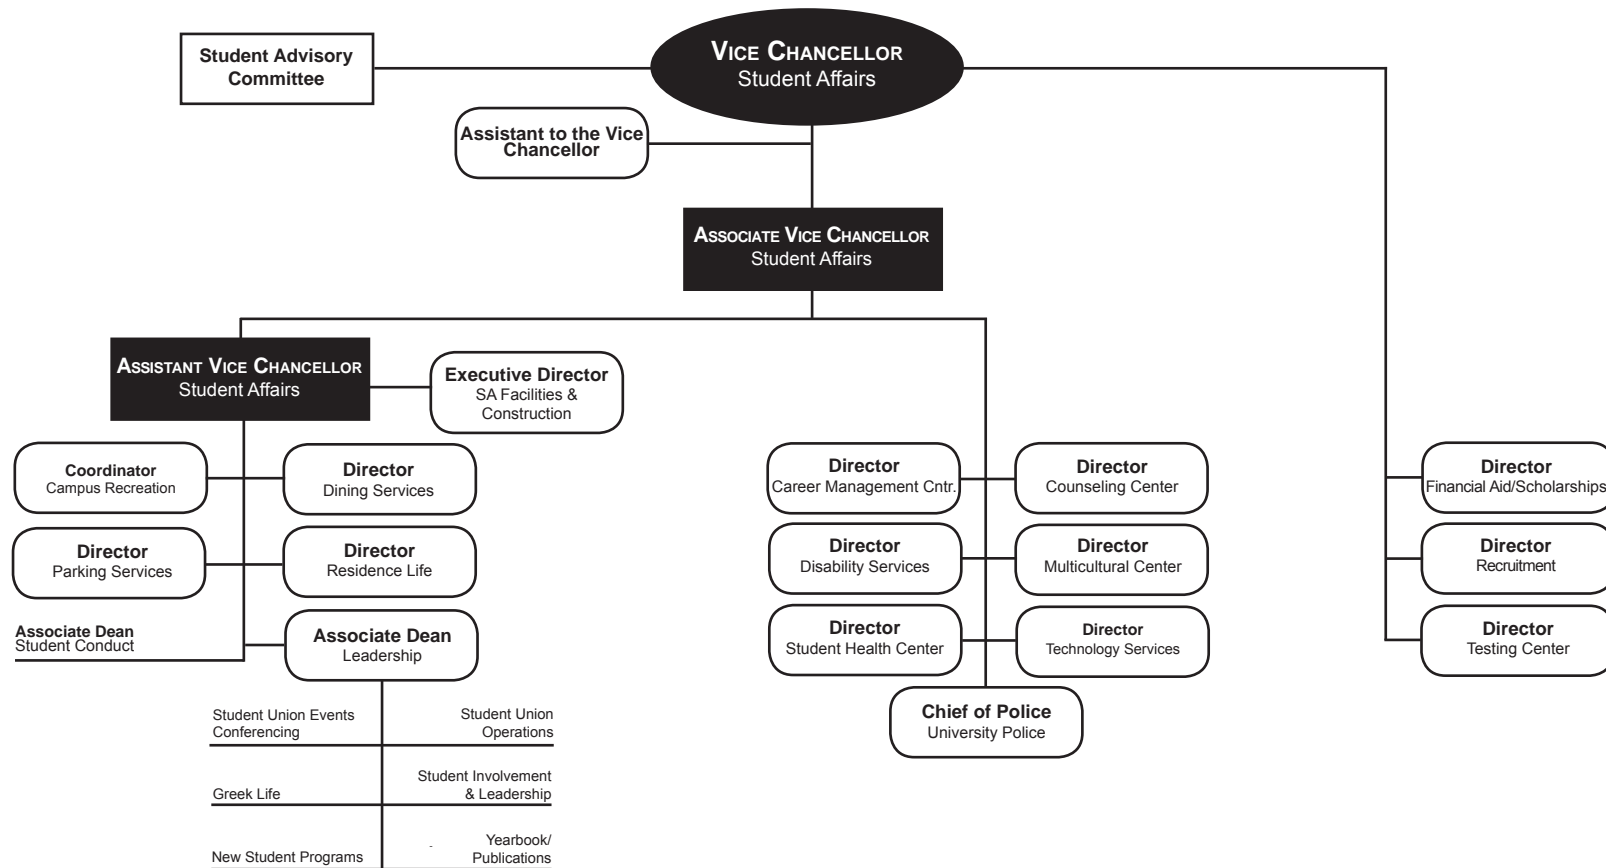 Student Advisory
Committee
VICE CHANCELLOR
Student Affairs
Assistant to the Vice
Chancellor
ASSOCIATE VICE CHANCELLOR
Student Affairs
ASSISTANT VICE CHANCELLOR
Student Affairs
Executive Director
SA Facilities &
Construction
Coordinator
Campus Recreation
Director
Dining Services
Director
Parking Services
Director
Residence Life
Associate Dean
Student Conduct
Associate Dean
Leadership
Student Union Events
Conferencing
Student Union
Operations
Greek Life
Student Involvement
& Leadership
New Student Programs
Yearbook/
Publications
Director
Career Management Cntr.
Director
Counseling Center
Director
Disability Services
Director
Multicultural Center
Director
Student Health Center
Director
Technology Services
Chief of Police
University Police
Director
Financial Aid/Scholarships
Director
Recruitment
Director
Testing Center